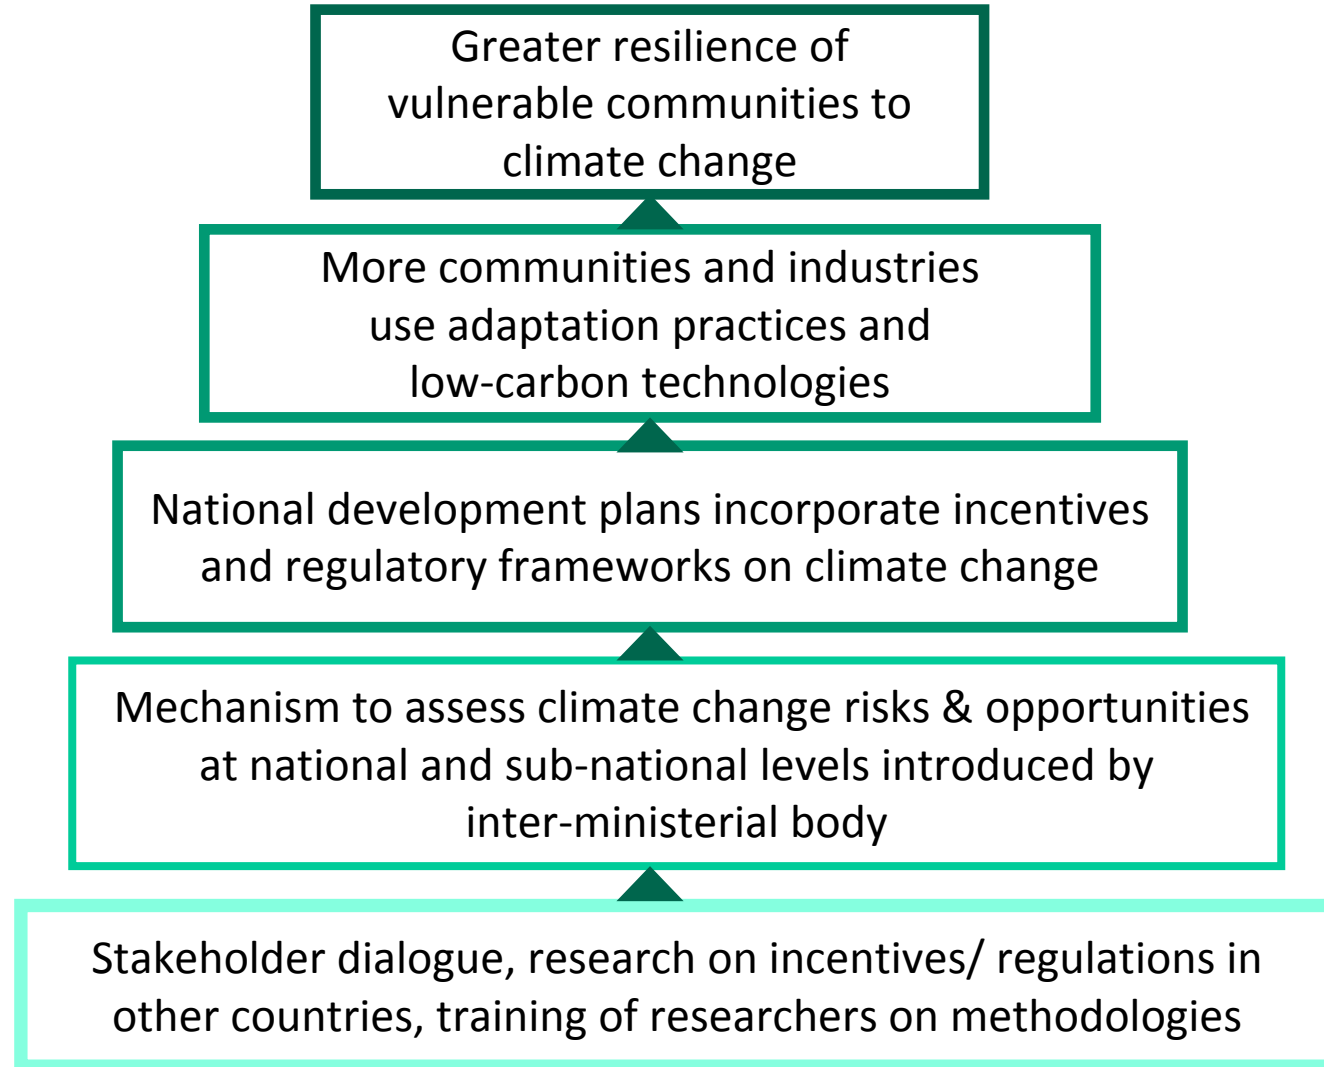 Greater resilience of
vulnerable communities to
climate change
More communities and industries
use adaptation practices and
low-carbon technologies
National development plans incorporate incentives
and regulatory frameworks on climate change
Mechanism to assess climate change risks & opportunities
at national and sub-national levels introduced by
inter-ministerial body
Stakeholder dialogue, research on incentives/ regulations in
other countries, training of researchers on methodologies